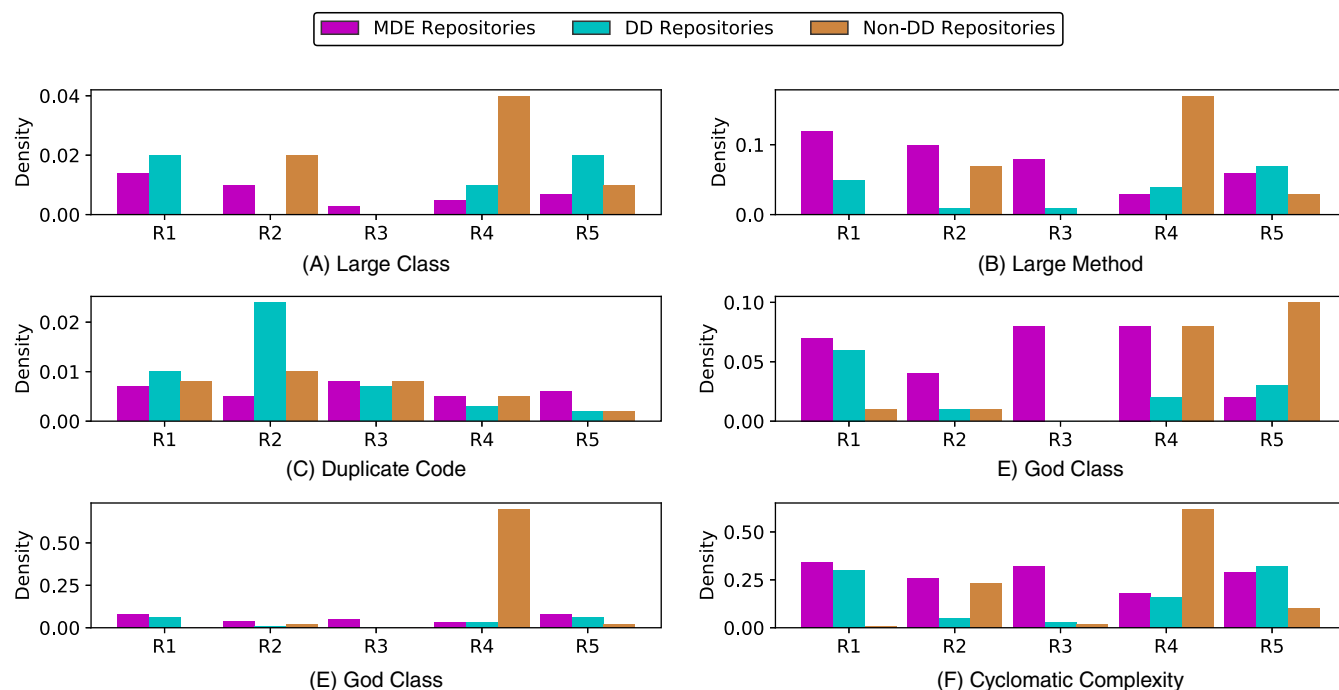 MDE Repositories DD Repositories Non-DD Repositories
0.04
0.02
0.00
Density
R1 R2 R3 R4 R5
(A) Large Class
0.1
0.0
Density
R1 R2 R3 R4 R5
(B) Large Method
0.02
0.01
0.00
Density
R1 R2 R3 R4 R5
(C) Duplicate Code
0.10
0.05
0.00
Density
R1 R2 R3 R4 R5
E) God Class
0.50
0.25
0.00
Density
R1 R2 R3 R4 R5
(E) God Class
0.50
0.25
0.00
Density
R1 R2 R3 R4 R5
(F) Cyclomatic Complexity